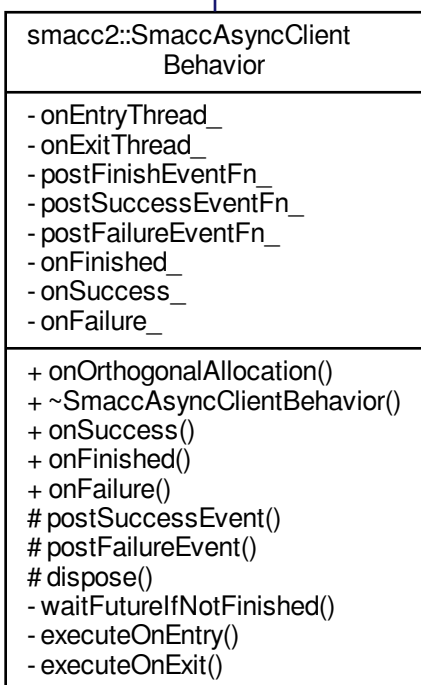 smacc2::SmaccAsyncClient
Behavior
- onEntryThread_
- onExitThread_
- postFinishEventFn_
- postSuccessEventFn_
- postFailureEventFn_
- onFinished_
- onSuccess_
- onFailure_
+ onOrthogonalAllocation()
+ ~SmaccAsyncClientBehavior()
+ onSuccess()
+ onFinished()
+ onFailure()
# postSuccessEvent()
# postFailureEvent()
# dispose()
- waitFutureIfNotFinished()
- executeOnEntry()
- executeOnExit()